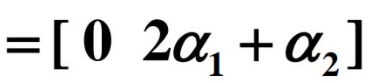 =[ 0 2α₁ + α₂ ]